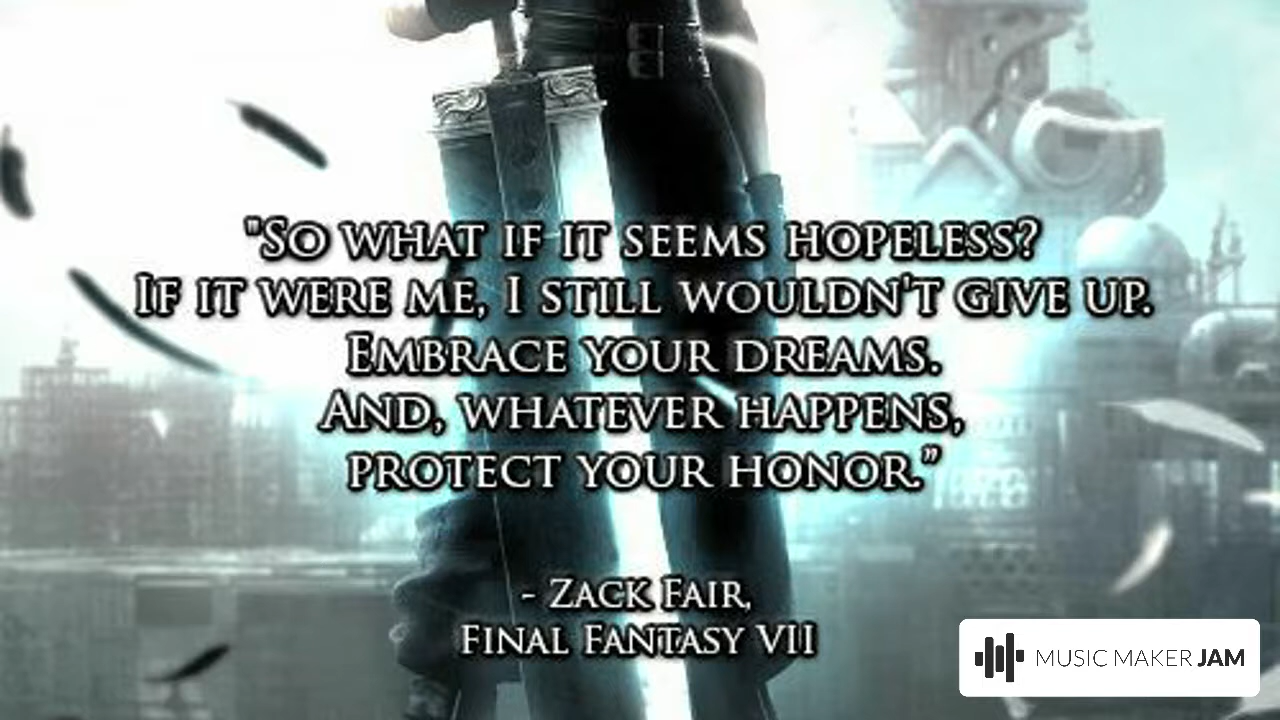 "So what if it seems hopeless?
If it were me, I still wouldn't give up.
Embrace your dreams.
And, whatever happens,
protect your honor.”
- Zack Fair,
Final Fantasy VII
MUSIC MAKER JAM